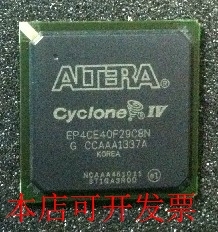 ALTERA
Cyclone IV
EP4CE40F29C8N
G CCAAA1337A
KOREA
本店可开发票